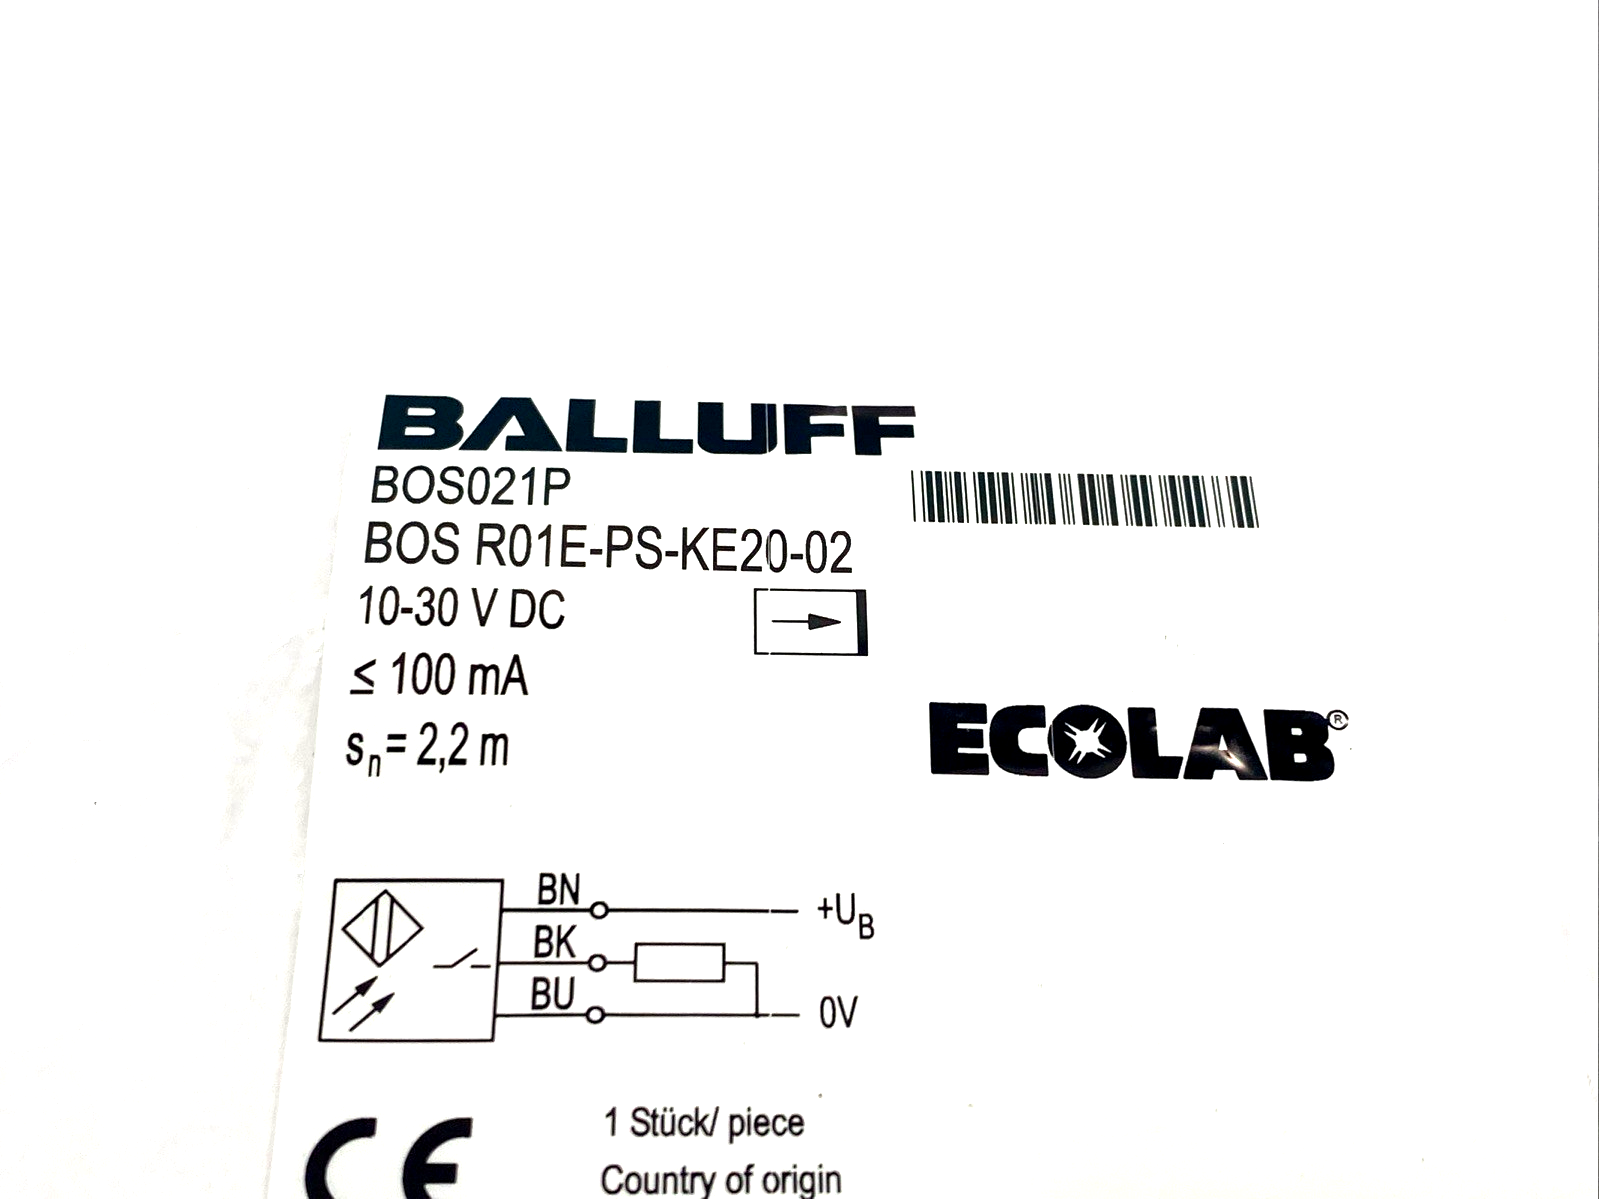 BALLUFF
BOS021P
BOS R01E-PS-KE20-02
10-30 V DC
≤ 100 mA
sn= 2,2 m
ECOLAB®
BN
+UB
BK
BU
0V
CE
1 Stück/ piece
Country of origin